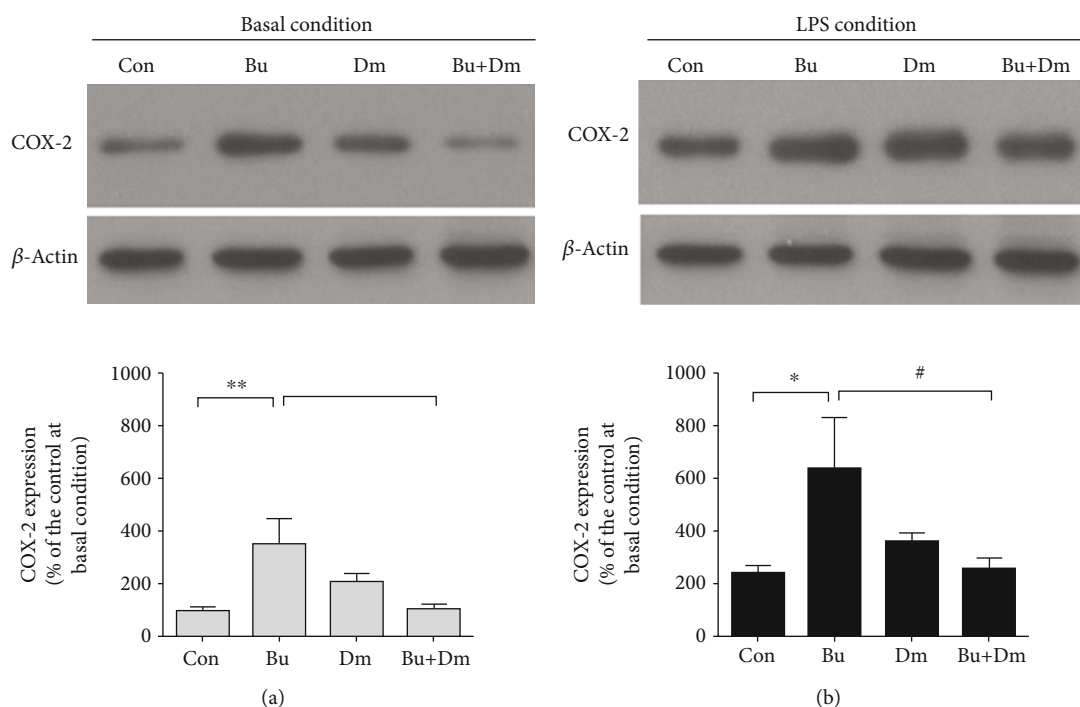 Basal condition
Con Bu Dm Bu+Dm
COX-2
β-Actin
1000
800
600
400
200
0
COX-2 expression
(% of the control at
basal condition)
**
Con Bu Dm Bu+Dm
(a)
LPS condition
Con Bu Dm Bu+Dm
COX-2
β-Actin
1000
800
600
400
200
0
COX-2 expression
(% of the control at
basal condition)
* #
Con Bu Dm Bu+Dm
(b)